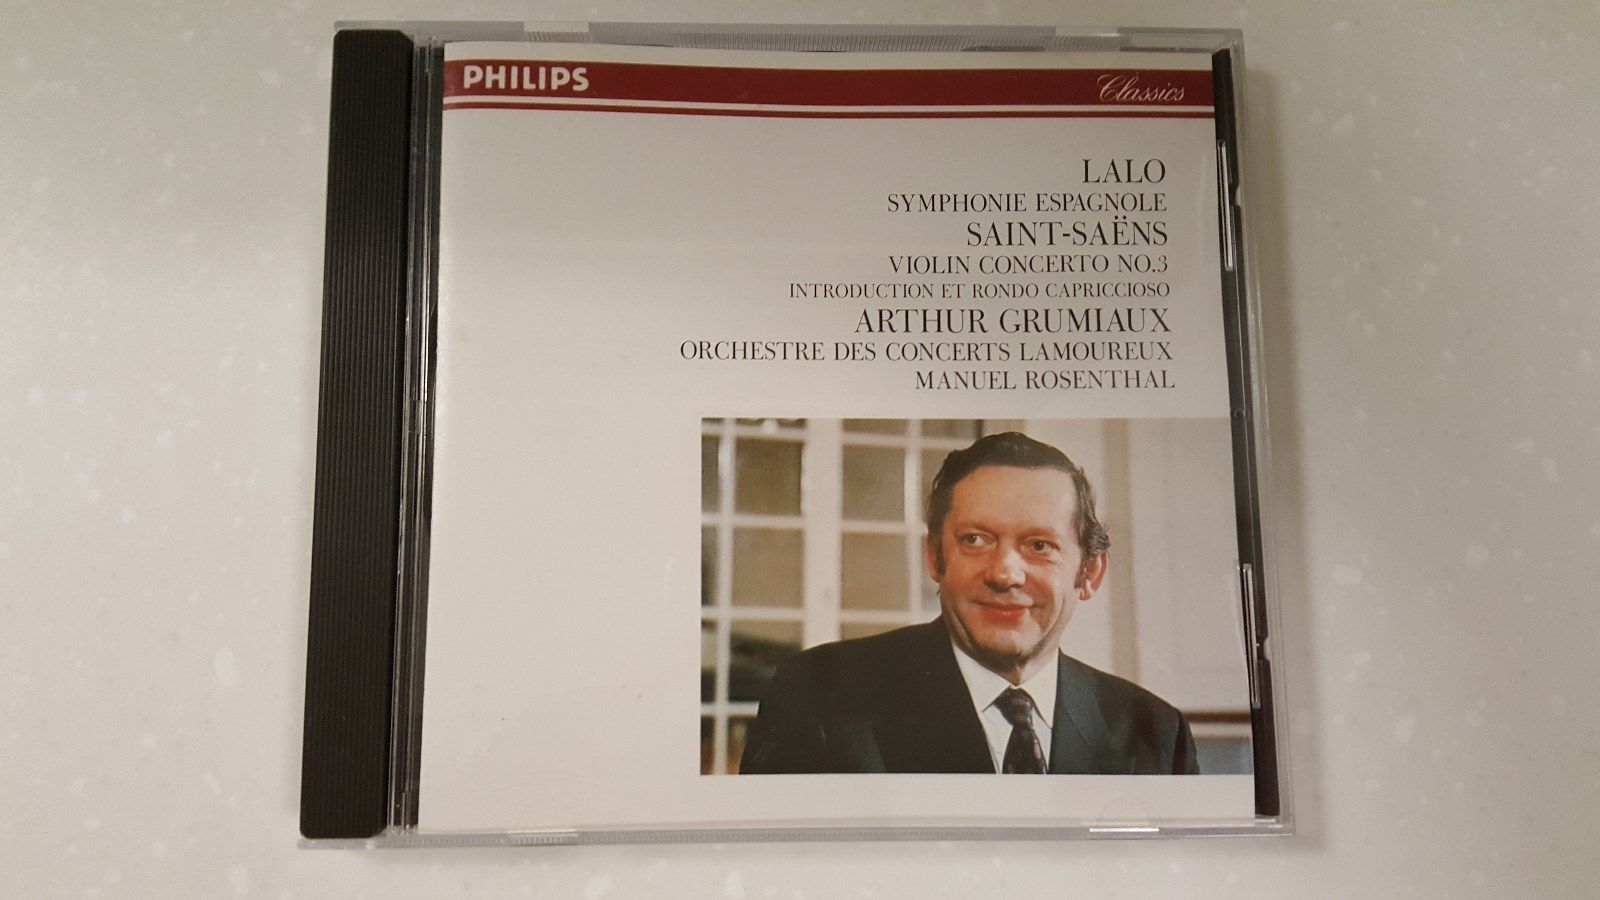 PHILIPS Classics
LALO
SYMPHONIE ESPAGNOLE
SAINT-SAËNS
VIOLIN CONCERTO NO.3
INTRODUCTION ET RONDO CAPRICCIOSO
ARTHUR GRUMIAUX
ORCHESTRE DES CONCERTS LAMOUREUX
MANUEL ROSENTHAL